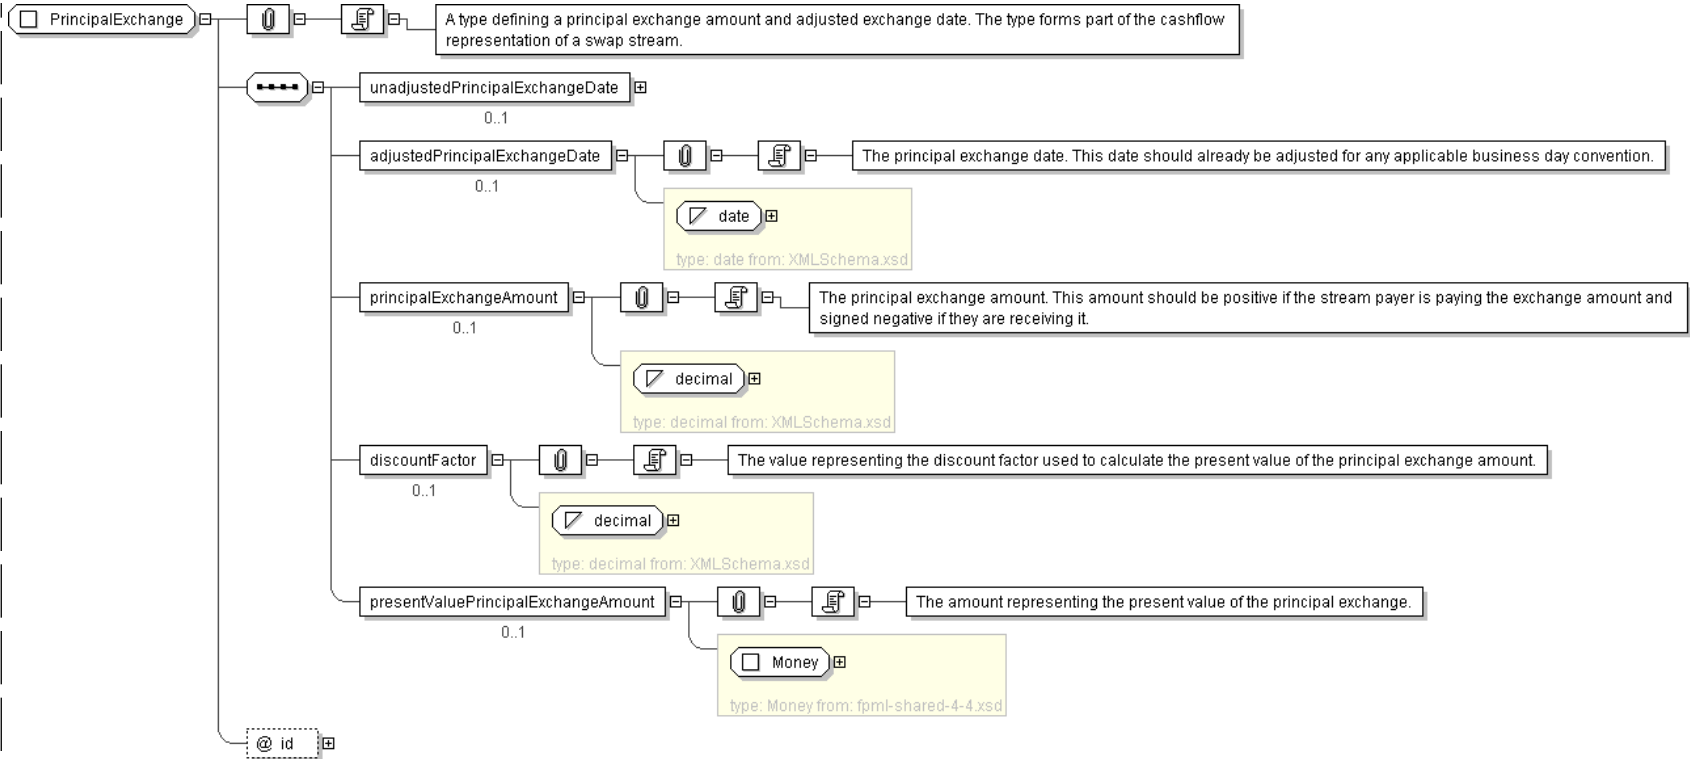 PrincipalExchange
A type defining a principal exchange amount and adjusted exchange date. The type forms part of the cashflow
representation of a swap stream.
unadjustedPrincipalExchangeDate
0..1
adjustedPrincipalExchangeDate
0..1
The principal exchange date. This date should already be adjusted for any applicable business day convention.
date
type: date from: XMLSchema.xsd
principalExchangeAmount
0..1
The principal exchange amount. This amount should be positive if the stream payer is paying the exchange amount and
signed negative if they are receiving it.
decimal
type: decimal from: XMLSchema.xsd
discountFactor
0..1
The value representing the discount factor used to calculate the present value of the principal exchange amount.
decimal
type: decimal from: XMLSchema.xsd
presentValuePrincipalExchangeAmount
0..1
The amount representing the present value of the principal exchange.
Money
type: Money from: fpml-shared-4-4.xsd
@ id